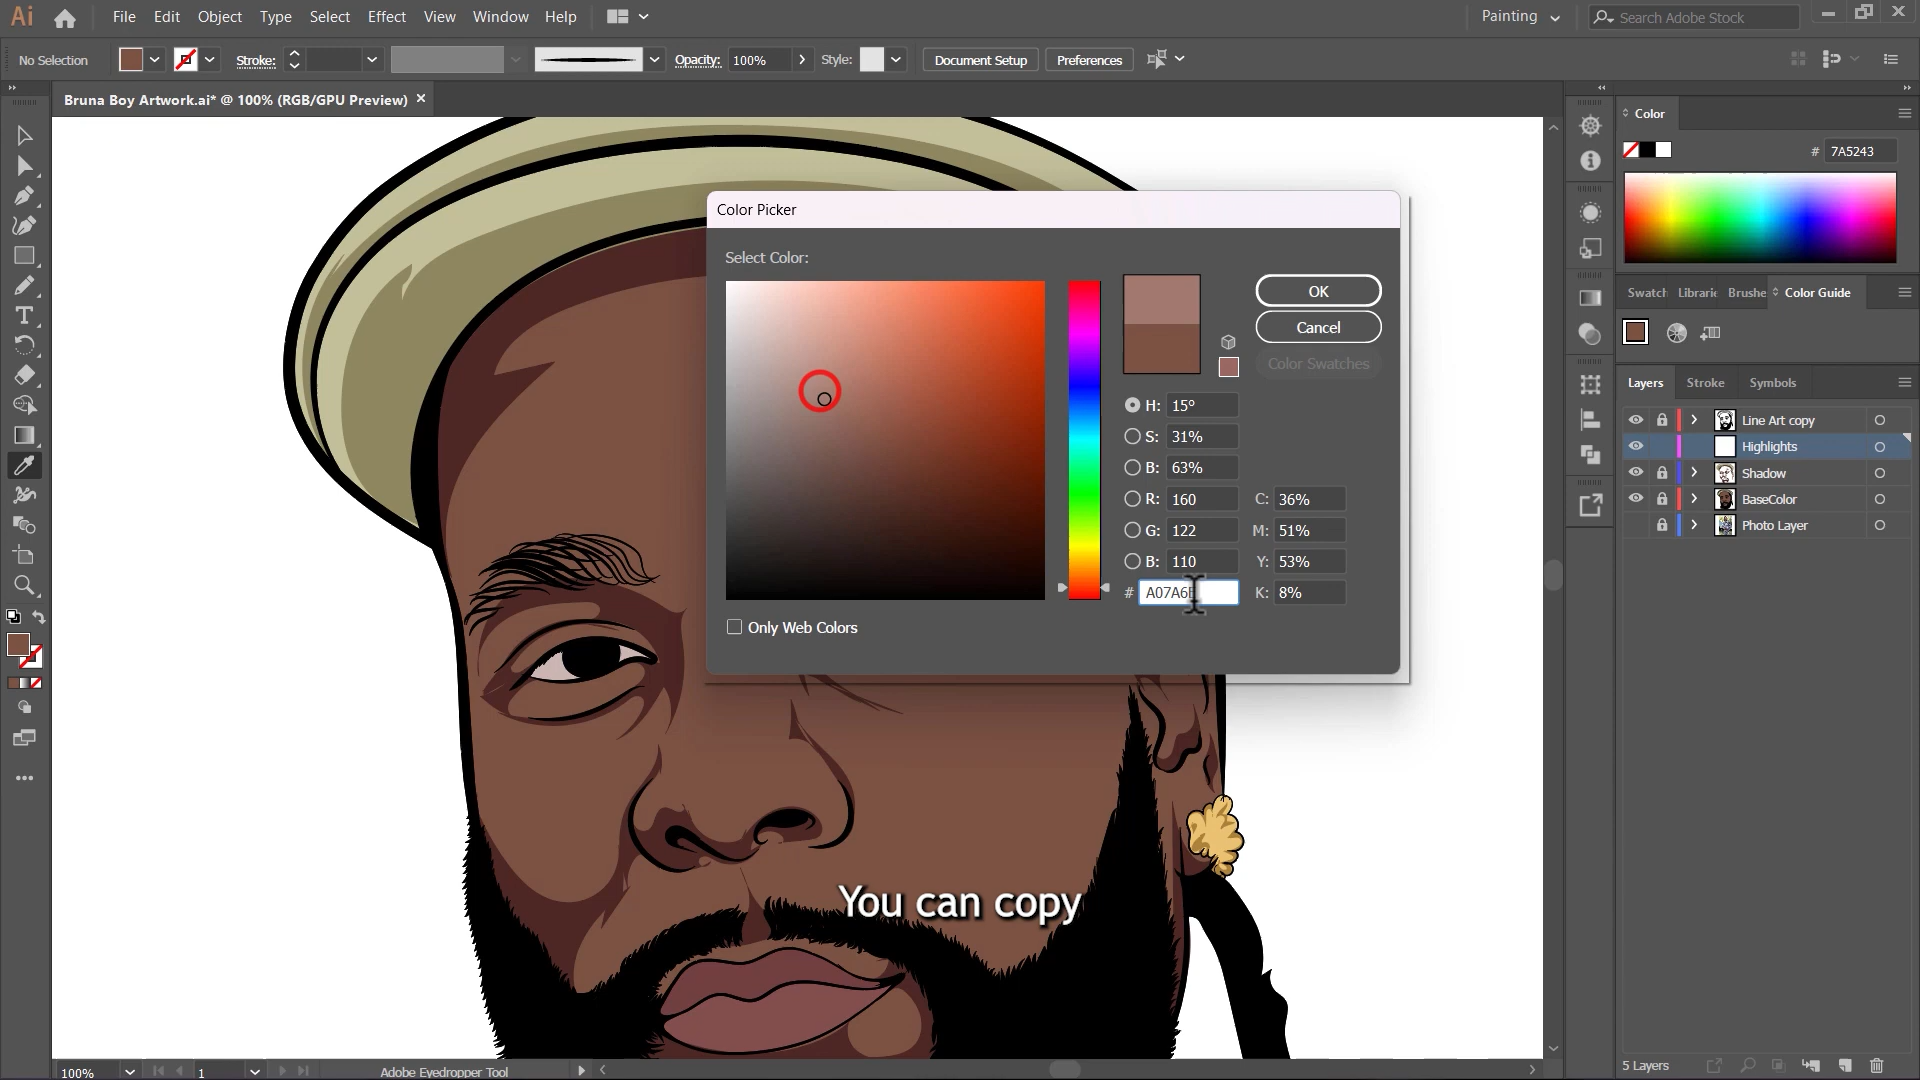 Ai File Edit Object Type Select Effect View Window Help Painting Search Adobe Stock
No Selection Stroke: Opacity: 100% Style: Document Setup Preferences
Bruna Boy Artwork.ai* @ 100% (RGB/GPU Preview) ×
Color
# 7A5243
Color Picker
Select Color:
OK
Cancel
Color Swatches
H: 15°
S: 31%
B: 63%
R: 160 C: 36%
G: 122 M: 51%
B: 110 Y: 53%
# A07A6 K: 8%
Only Web Colors
Swatch Librarie Brushe Color Guide
Layers Stroke Symbols
Line Art copy
Highlights
Shadow
BaseColor
Photo Layer
You can copy
100% 1 Adobe Eyedropper Tool
5 Layers